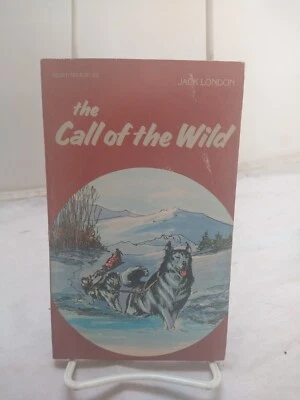 JACK LONDON
the
Call of the Wild